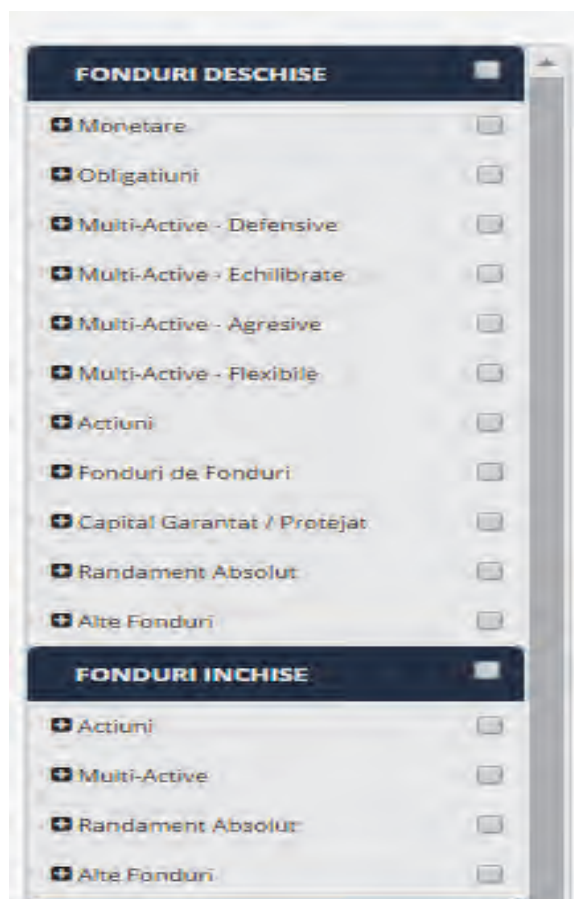 FONDURI DESCHISE
Monetare
Obligatiuni
Multi-Active - Defensive
Multi-Active - Echilibrate
Multi-Active - Agresive
Multi-Active - Flexibile
Actiuni
Fonduri de Fonduri
Capital Garantat / Protejat
Randament Absolut
Alte Fonduri
FONDURI INCHISE
Actiuni
Multi-Active
Randament Absolut
Alte Fonduri